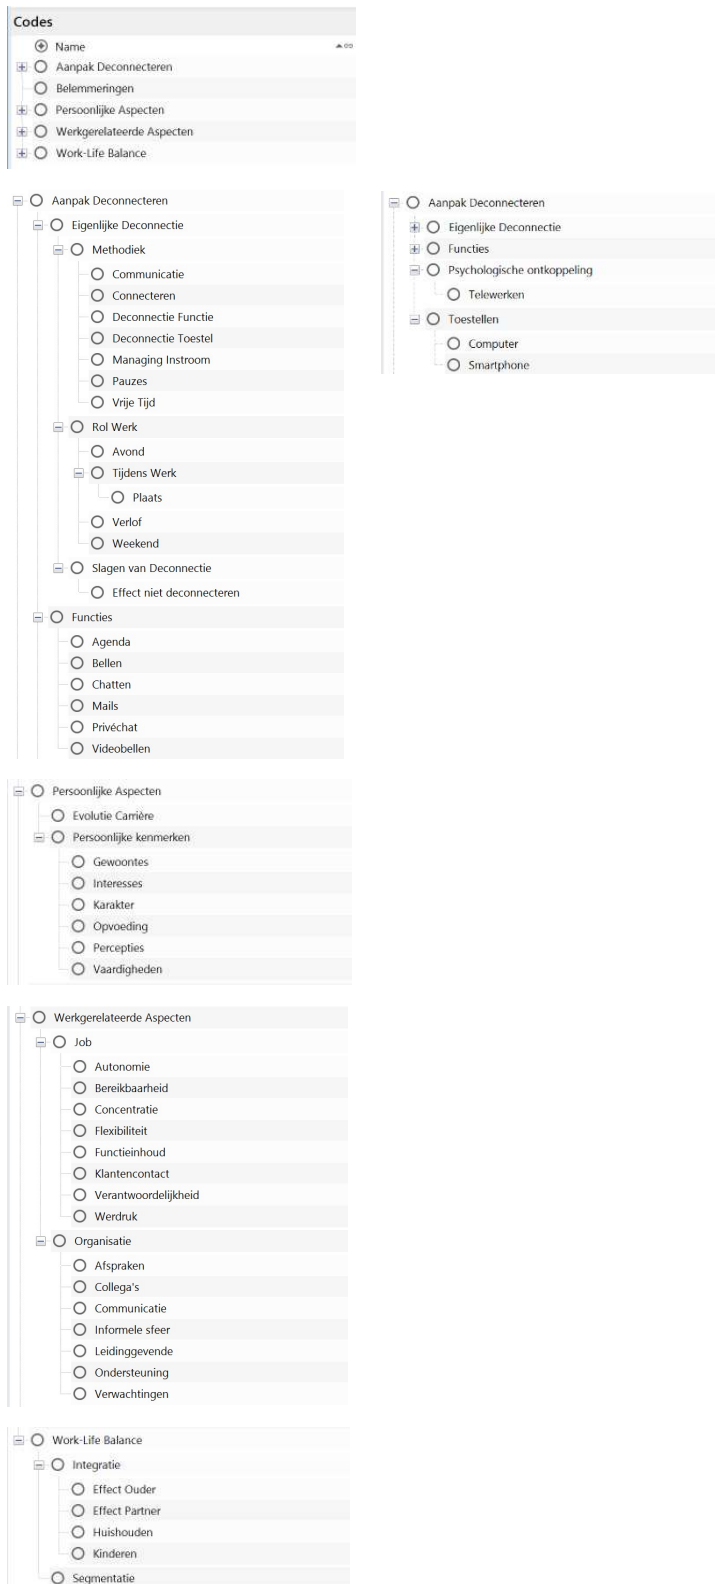 Codes
Name
Aanpak Deconnecteren
Belemmeringen
Persoonlijke Aspecten
Werkgerelateerde Aspecten
Work-Life Balance
Aanpak Deconnecteren
Eigenlijke Deconnectie
Methodiek
Communicatie
Connecteren
Deconnectie Functie
Deconnectie Toestel
Managing Instroom
Pauzes
Vrije Tijd
Rol Werk
Avond
Tijdens Werk
Plaats
Verlof
Weekend
Slagen van Deconnectie
Effect niet deconnecteren
Functies
Agenda
Bellen
Chatten
Mails
Privéchat
Videobellen
Aanpak Deconnecteren
Eigenlijke Deconnectie
Functies
Psychologische ontkoppeling
Telewerken
Toestellen
Computer
Smartphone
Persoonlijke Aspecten
Evolutie Carrière
Persoonlijke kenmerken
Gewoontes
Interesses
Karakter
Opvoeding
Percepties
Vaardigheden
Werkgerelateerde Aspecten
Job
Autonomie
Bereikbaarheid
Concentratie
Flexibiliteit
Functieinhoud
Klantencontact
Verantwoordelijkheid
Werdruk
Organisatie
Afspraken
Collega's
Communicatie
Informele sfeer
Leidinggevende
Ondersteuning
Verwachtingen
Work-Life Balance
Integratie
Effect Ouder
Effect Partner
Huishouden
Kinderen
Segmentatie